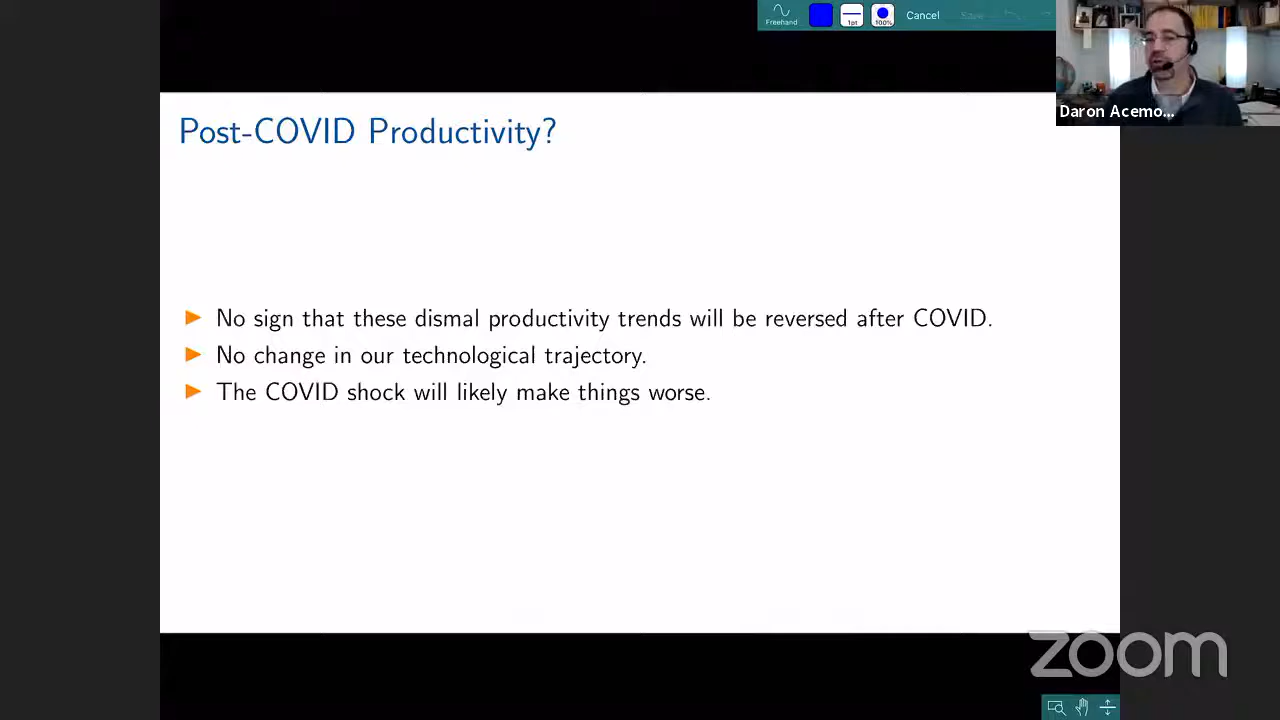 Freehand
1pt
100%
Cancel
Daron Acemo...
Post-COVID Productivity?
No sign that these dismal productivity trends will be reversed after COVID.
No change in our technological trajectory.
The COVID shock will likely make things worse.
zoom